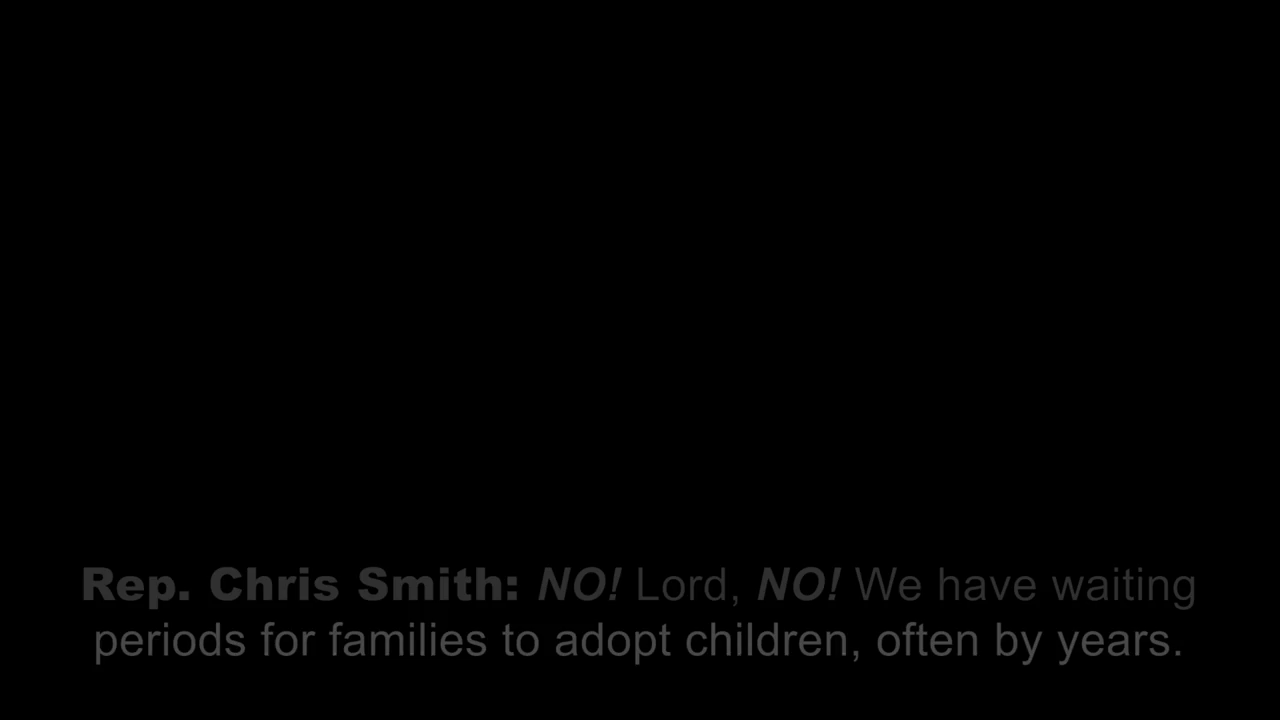 Rep. Chris Smith: NO! Lord, NO! We have waiting
periods for families to adopt children, often by years.